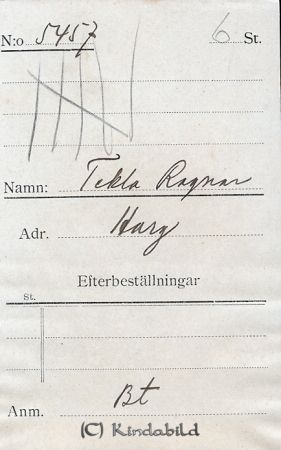 N:o 5457 6 St.
Namn: Tekla Ragnar
Adr. Harg
Efterbeställningar
St.
Anm. Bt
(C) Kindabild